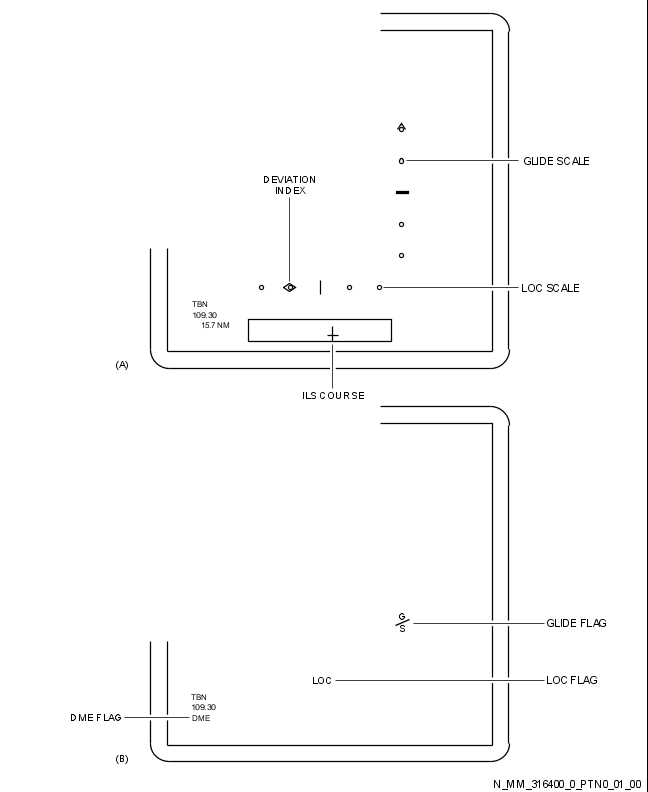 GLIDE SCALE
DEVIATION
INDEX
LOC SCALE
TBN
109.30
15.7 NM
(A)
ILS COURSE
G
S
GLIDE FLAG
LOC
LOC FLAG
TBN
109.30
DME FLAG
DME
(B)
N_MM_316400_0_PTN0_01_00